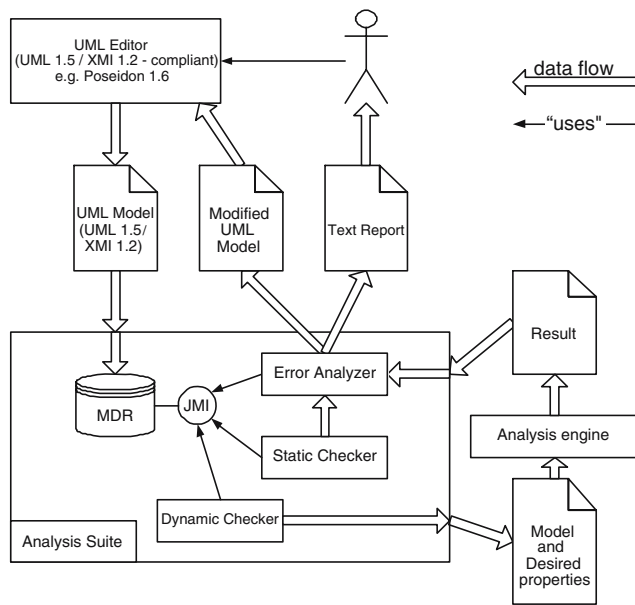 UML Editor
(UML 1.5 / XMI 1.2 - compliant)
e.g. Poseidon 1.6
data flow
“uses"
UML Model
(UML 1.5/
XMI 1.2)
Modified
UML
Model
Text Report
Result
Error Analyzer
MDR
JMI
Static Checker
Analysis engine
Dynamic Checker
Analysis Suite
Model
and
Desired
properties